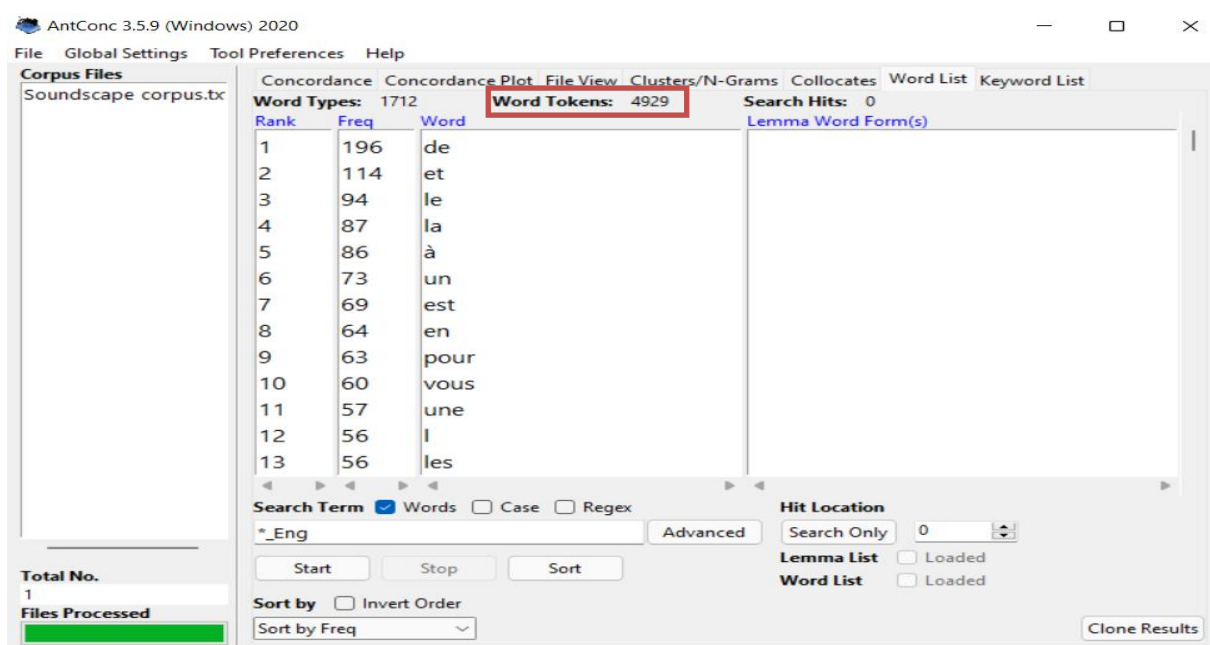 AntConc 3.5.9 (Windows) 2020
File Global Settings Tool Preferences Help
Corpus Files
Soundscape corpus.tx
Concordance Concordance Plot File View Clusters/N-Grams Collocates Word List Keyword List
Word Types: 1712 Word Tokens: 4929 Search Hits: 0
Rank Freq Word Lemma Word Form(s)
1 196 de
2 114 et
3 94 le
4 87 la
5 86 à
6 73 un
7 69 est
8 64 en
9 63 pour
10 60 vous
11 57 une
12 56 l
13 56 les
Search Term Words Case Regex Hit Location
*_Eng Advanced Search Only 0
Lemma List Loaded
Start Stop Sort
Word List Loaded
Total No.
1
Files Processed
Sort by Invert Order
Sort by Freq Clone Results